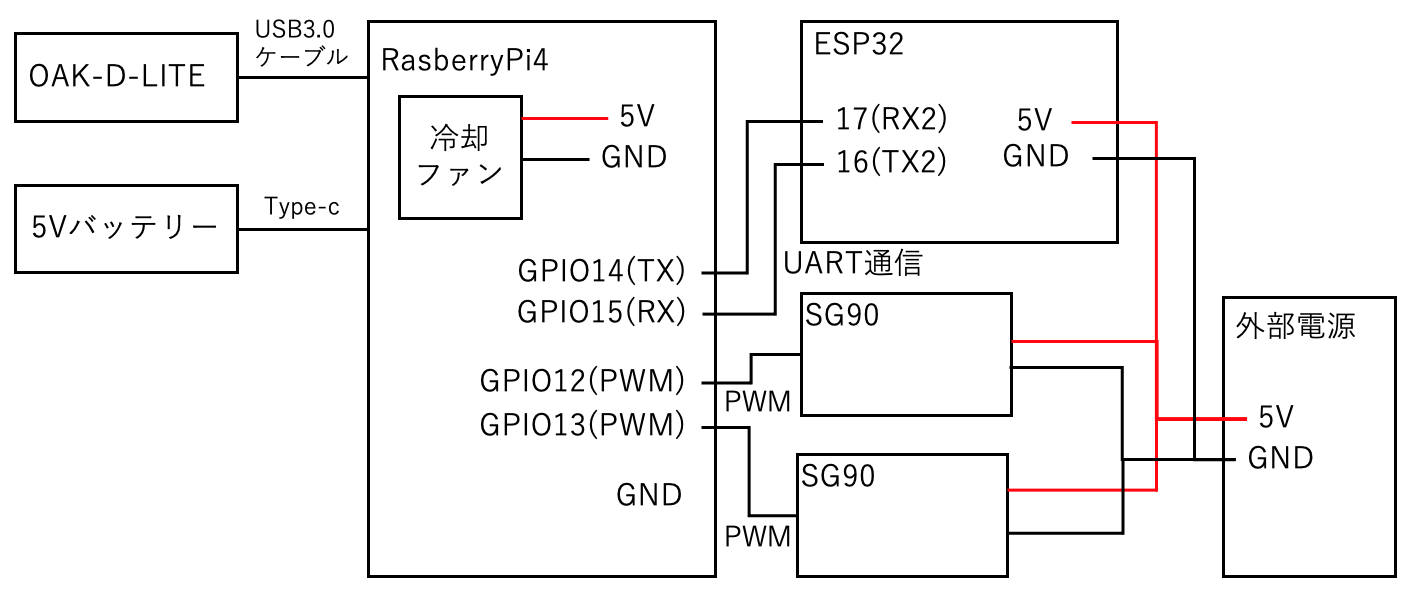 USB3.0
ケーブル
OAK-D-LITE
5Vバッテリー
Type-c
RasberryPi4
冷却
ファン
5V
GND
GPIO14(TX)
GPIO15(RX)
GPIO12(PWM)
GPIO13(PWM)
GND
ESP32
17(RX2)
16(TX2)
5V
GND
UART通信
SG90
PWM
SG90
PWM
外部電源
5V
GND